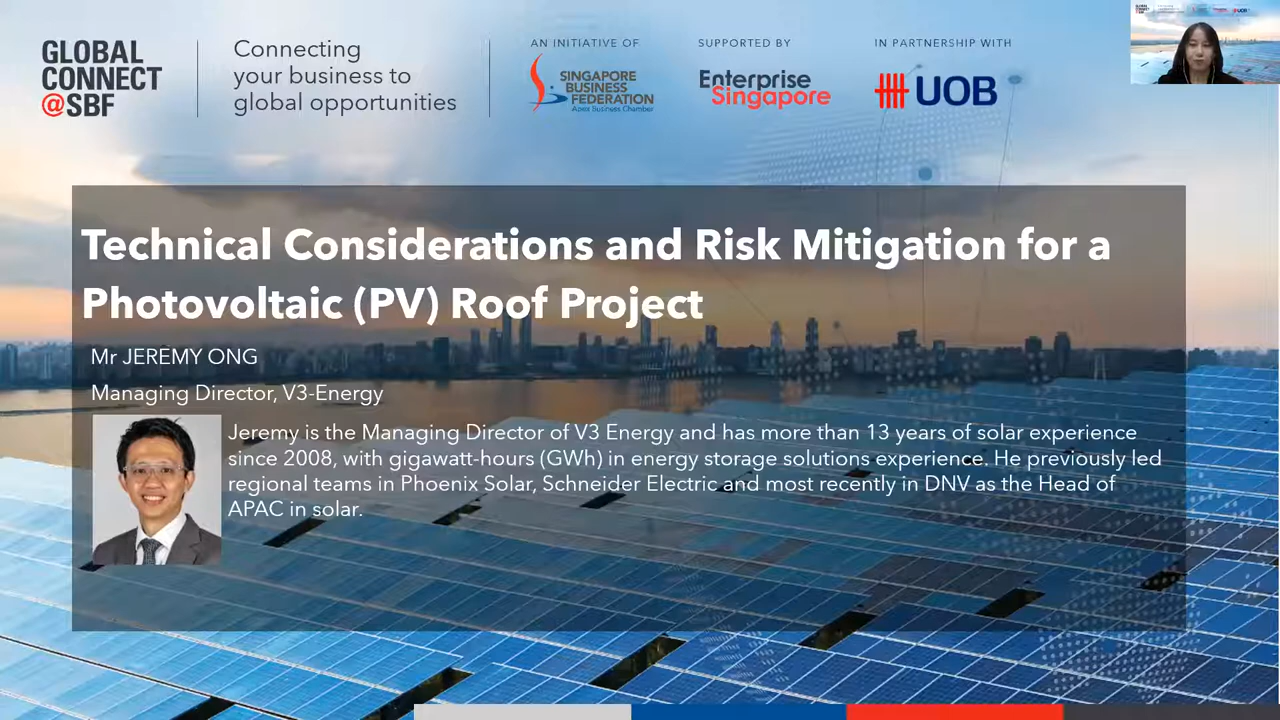 GLOBAL
CONNECT
@SBF
Connecting
your business to
global opportunities
AN INITIATIVE OF
SINGAPORE
BUSINESS
FEDERATION
Apex Business Chamber
SUPPORTED BY
Enterprise
Singapore
IN PARTNERSHIP WITH
UOB
Technical Considerations and Risk Mitigation for a
Photovoltaic (PV) Roof Project
Mr JEREMY ONG
Managing Director, V3-Energy
Jeremy is the Managing Director of V3 Energy and has more than 13 years of solar experience
since 2008, with gigawatt-hours (GWh) in energy storage solutions experience. He previously led
regional teams in Phoenix Solar, Schneider Electric and most recently in DNV as the Head of
APAC in solar.